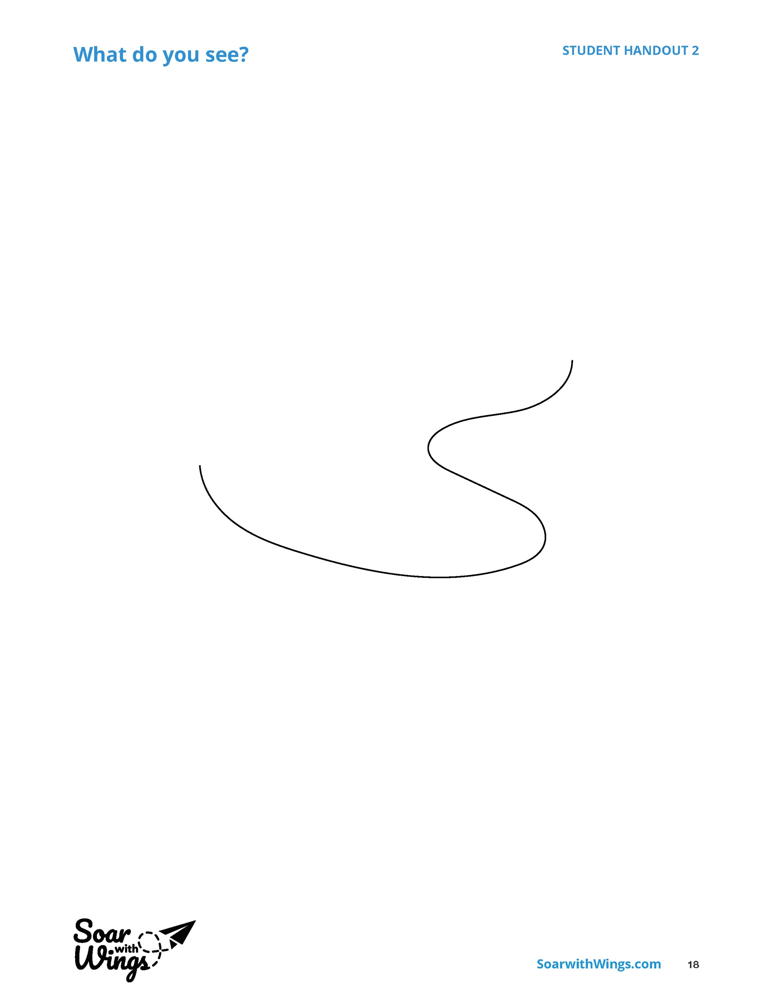 What do you see?
STUDENT HANDOUT 2
Soar
with
Wings
SoarwithWings.com
18